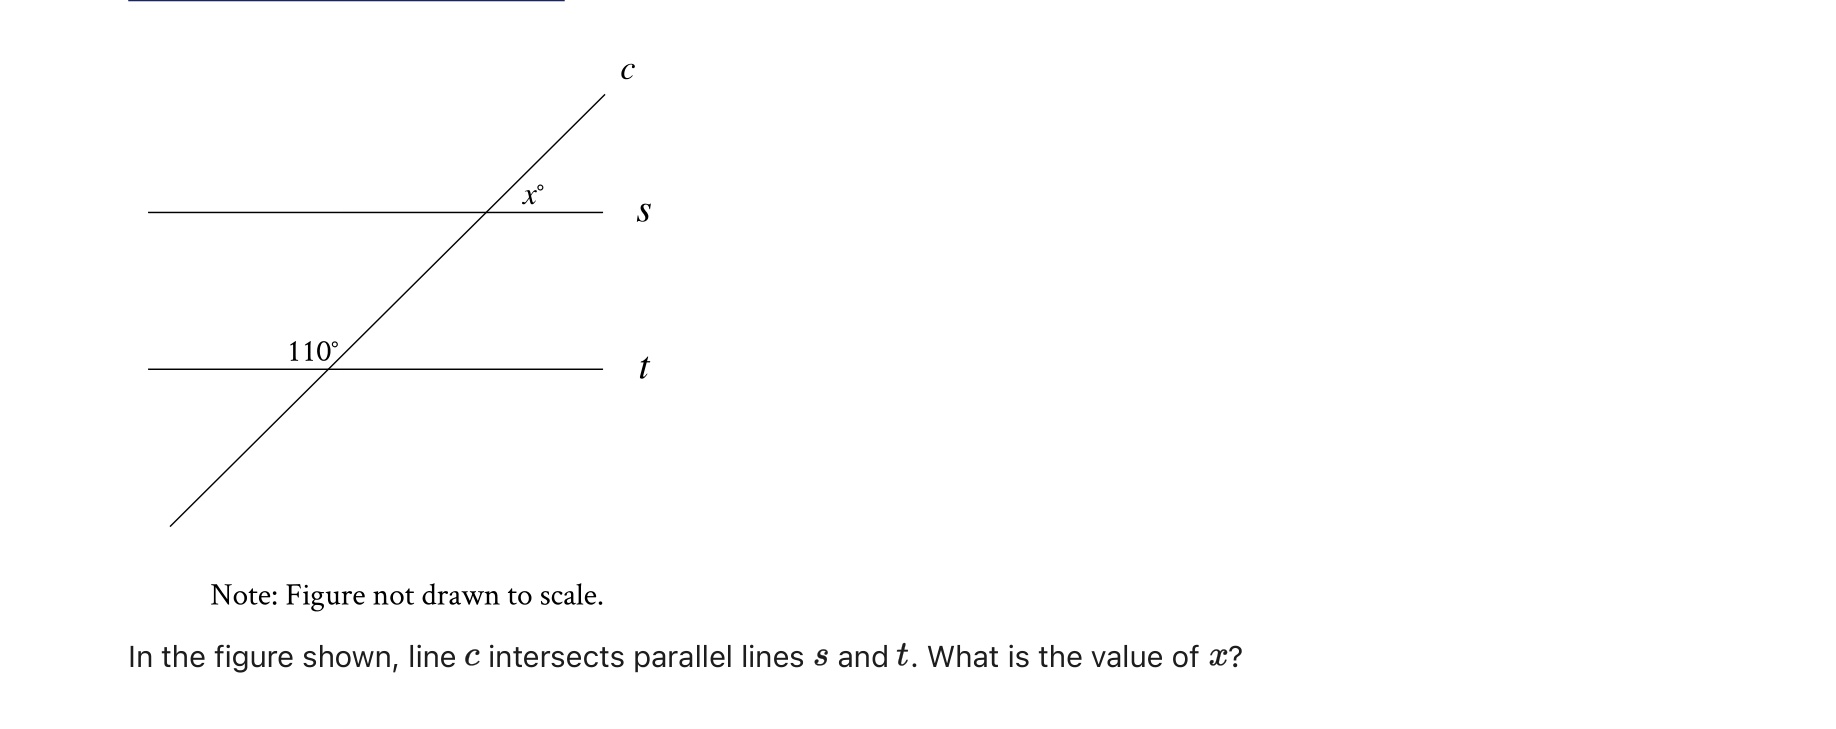 c
x°
s
110°
t
Note: Figure not drawn to scale.
In the figure shown, line c intersects parallel lines s and t. What is the value of x?